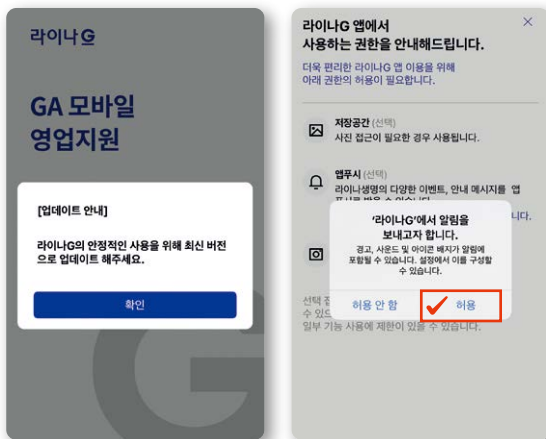 라이나G
GA 모바일
영업지원
[업데이트 안내]
라이나G의 안정적인 사용을 위해 최신 버전
으로 업데이트 해주세요.
확인
라이나G 앱에서
사용하는 권한을 안내해드립니다.
더욱 편리한 라이나G 앱 이용을 위해
아래 권한의 허용이 필요합니다.
저장공간 (선택)
사진 접근이 필요한 경우 사용됩니다.
앱푸시 (선택)
라이나생명의 다양한 이벤트, 안내 메시지를 앱
니다.
'라이나G'에서 알림을
보내고자 합니다.
경고, 사운드 및 아이콘 배지가 알림에
포함될 수 있습니다. 설정에서 이를 구성할
수 있습니다.
허용 안 함
허용
선택
수 있으
일부 기능 사용에 제한이 있을 수 있습니다.